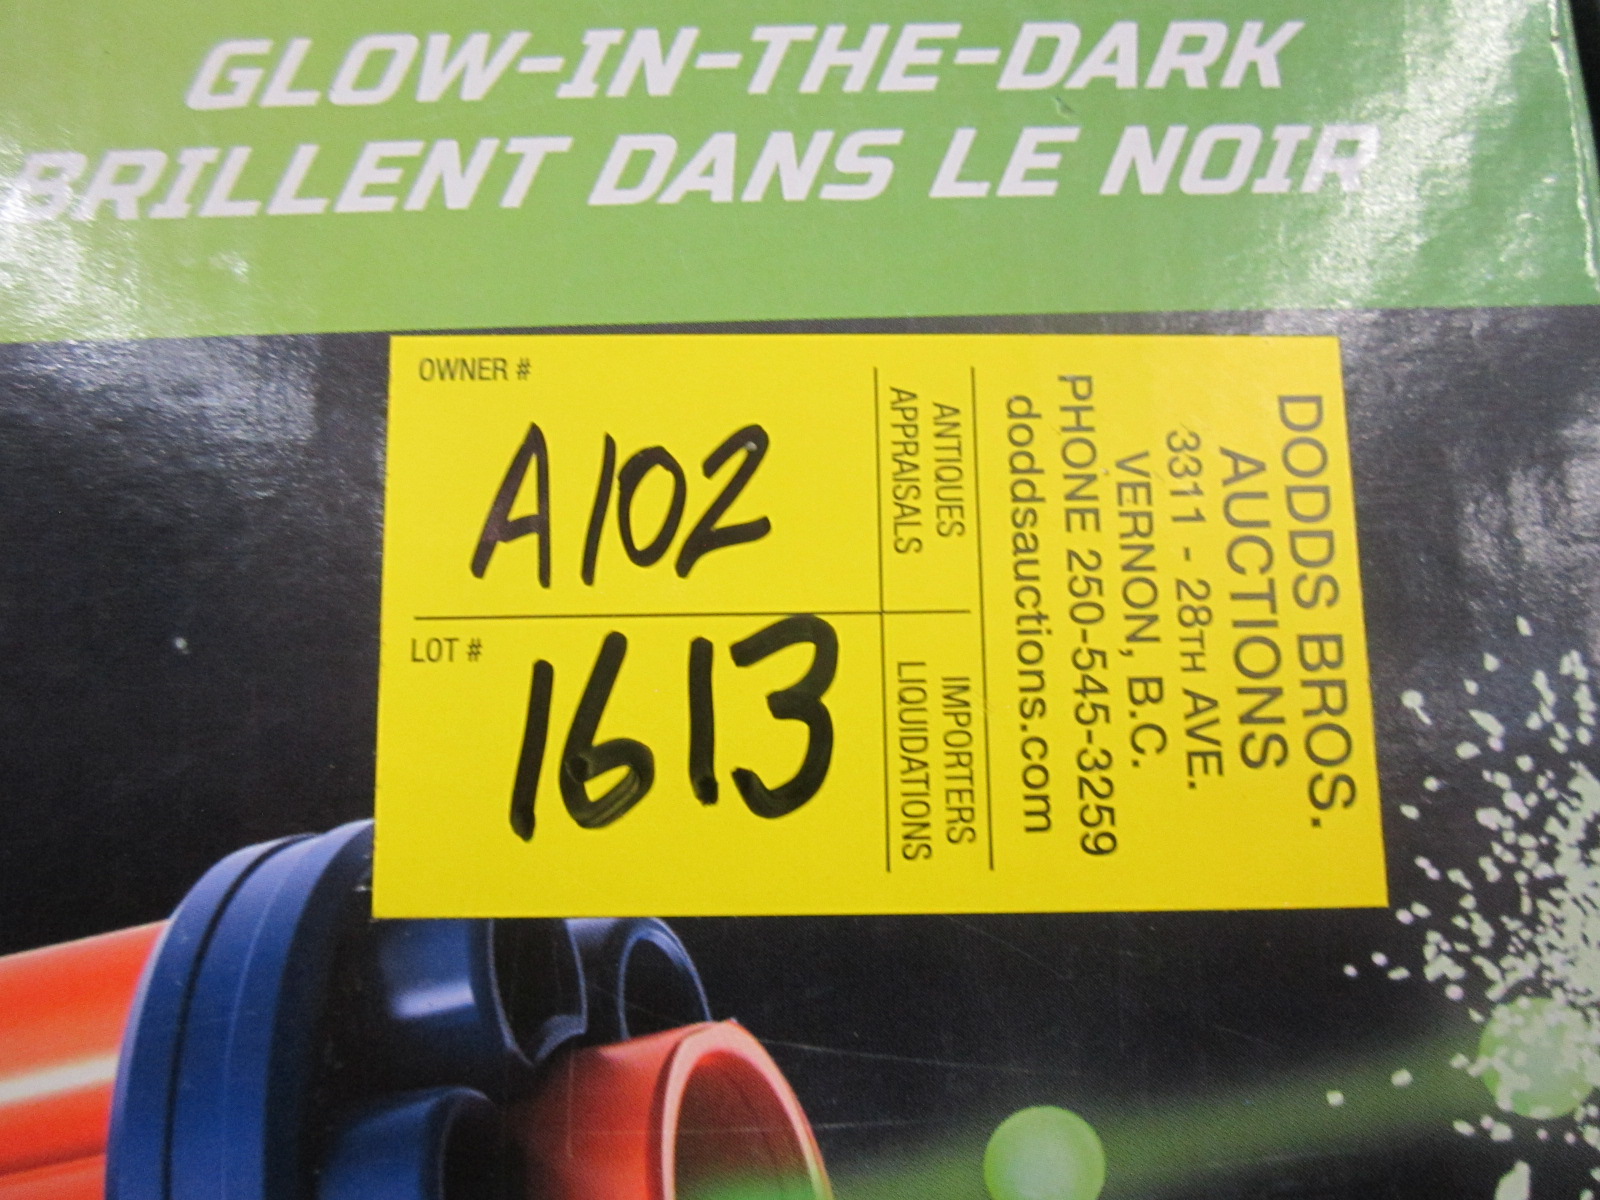 GLOW-IN-THE-DARK
BRILLENT DANS LE NOIR
OWNER #
A102
LOT #
1613
ANTIQUES
APPRAISALS
IMPORTERS
LIQUIDATIONS
DODDS BROS.
AUCTIONS
3311 - 28TH AVE.
VERNON, B.C.
PHONE 250-545-3259
doddsauctions.com